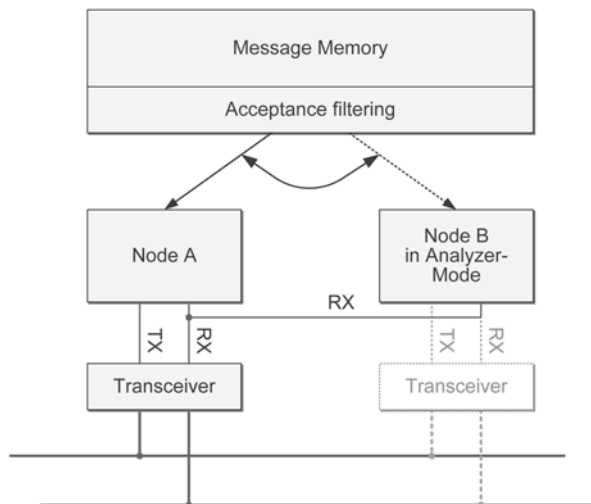 Message Memory
Acceptance filtering
Node A
Node B
in Analyzer-
Mode
RX
TX
RX
TX
RX
Transceiver
Transceiver